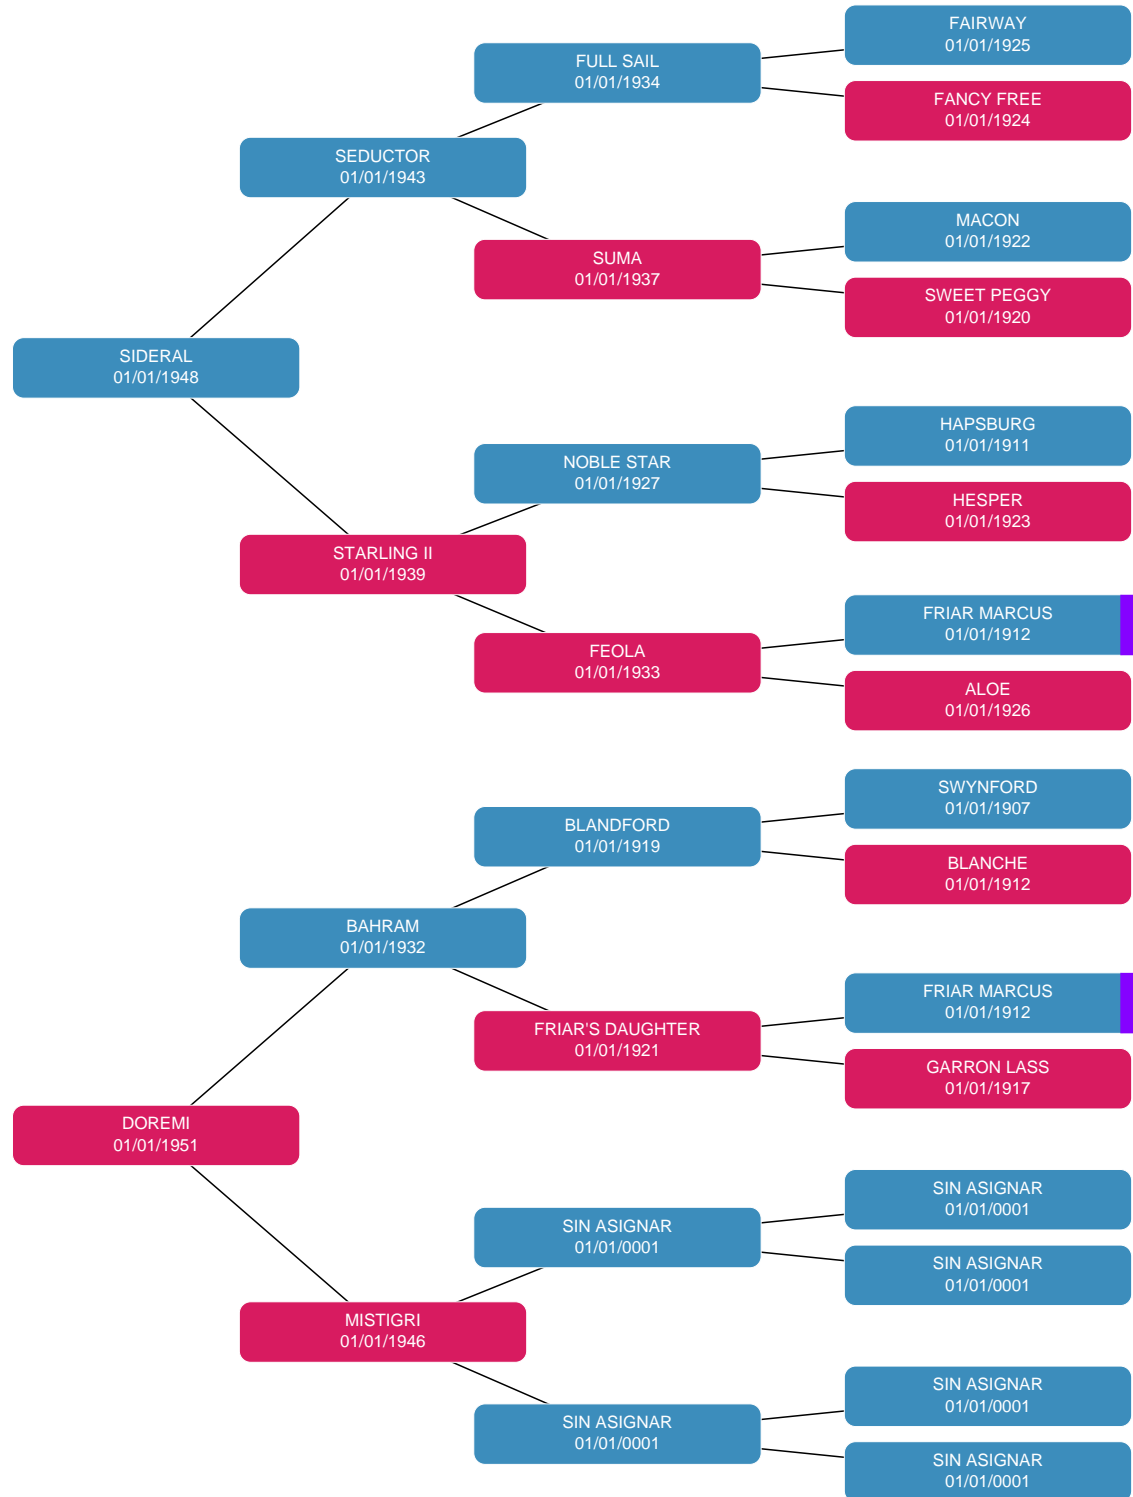 FAIRWAY
01/01/1925
FULL SAIL
01/01/1934
FANCY FREE
01/01/1924
SEDUCTOR
01/01/1943
MACON
01/01/1922
SUMA
01/01/1937
SWEET PEGGY
01/01/1920
SIDERAL
01/01/1948
HAPSBURG
01/01/1911
NOBLE STAR
01/01/1927
HESPER
01/01/1923
STARLING II
01/01/1939
FRIAR MARCUS
01/01/1912
FEOLA
01/01/1933
ALOE
01/01/1926
SWYNFORD
01/01/1907
BLANDFORD
01/01/1919
BLANCHE
01/01/1912
BAHRAM
01/01/1932
FRIAR MARCUS
01/01/1912
FRIAR'S DAUGHTER
01/01/1921
GARRON LASS
01/01/1917
DOREMI
01/01/1951
SIN ASIGNAR
01/01/0001
SIN ASIGNAR
01/01/0001
SIN ASIGNAR
01/01/0001
MISTIGRI
01/01/1946
SIN ASIGNAR
01/01/0001
SIN ASIGNAR
01/01/0001
SIN ASIGNAR
01/01/0001